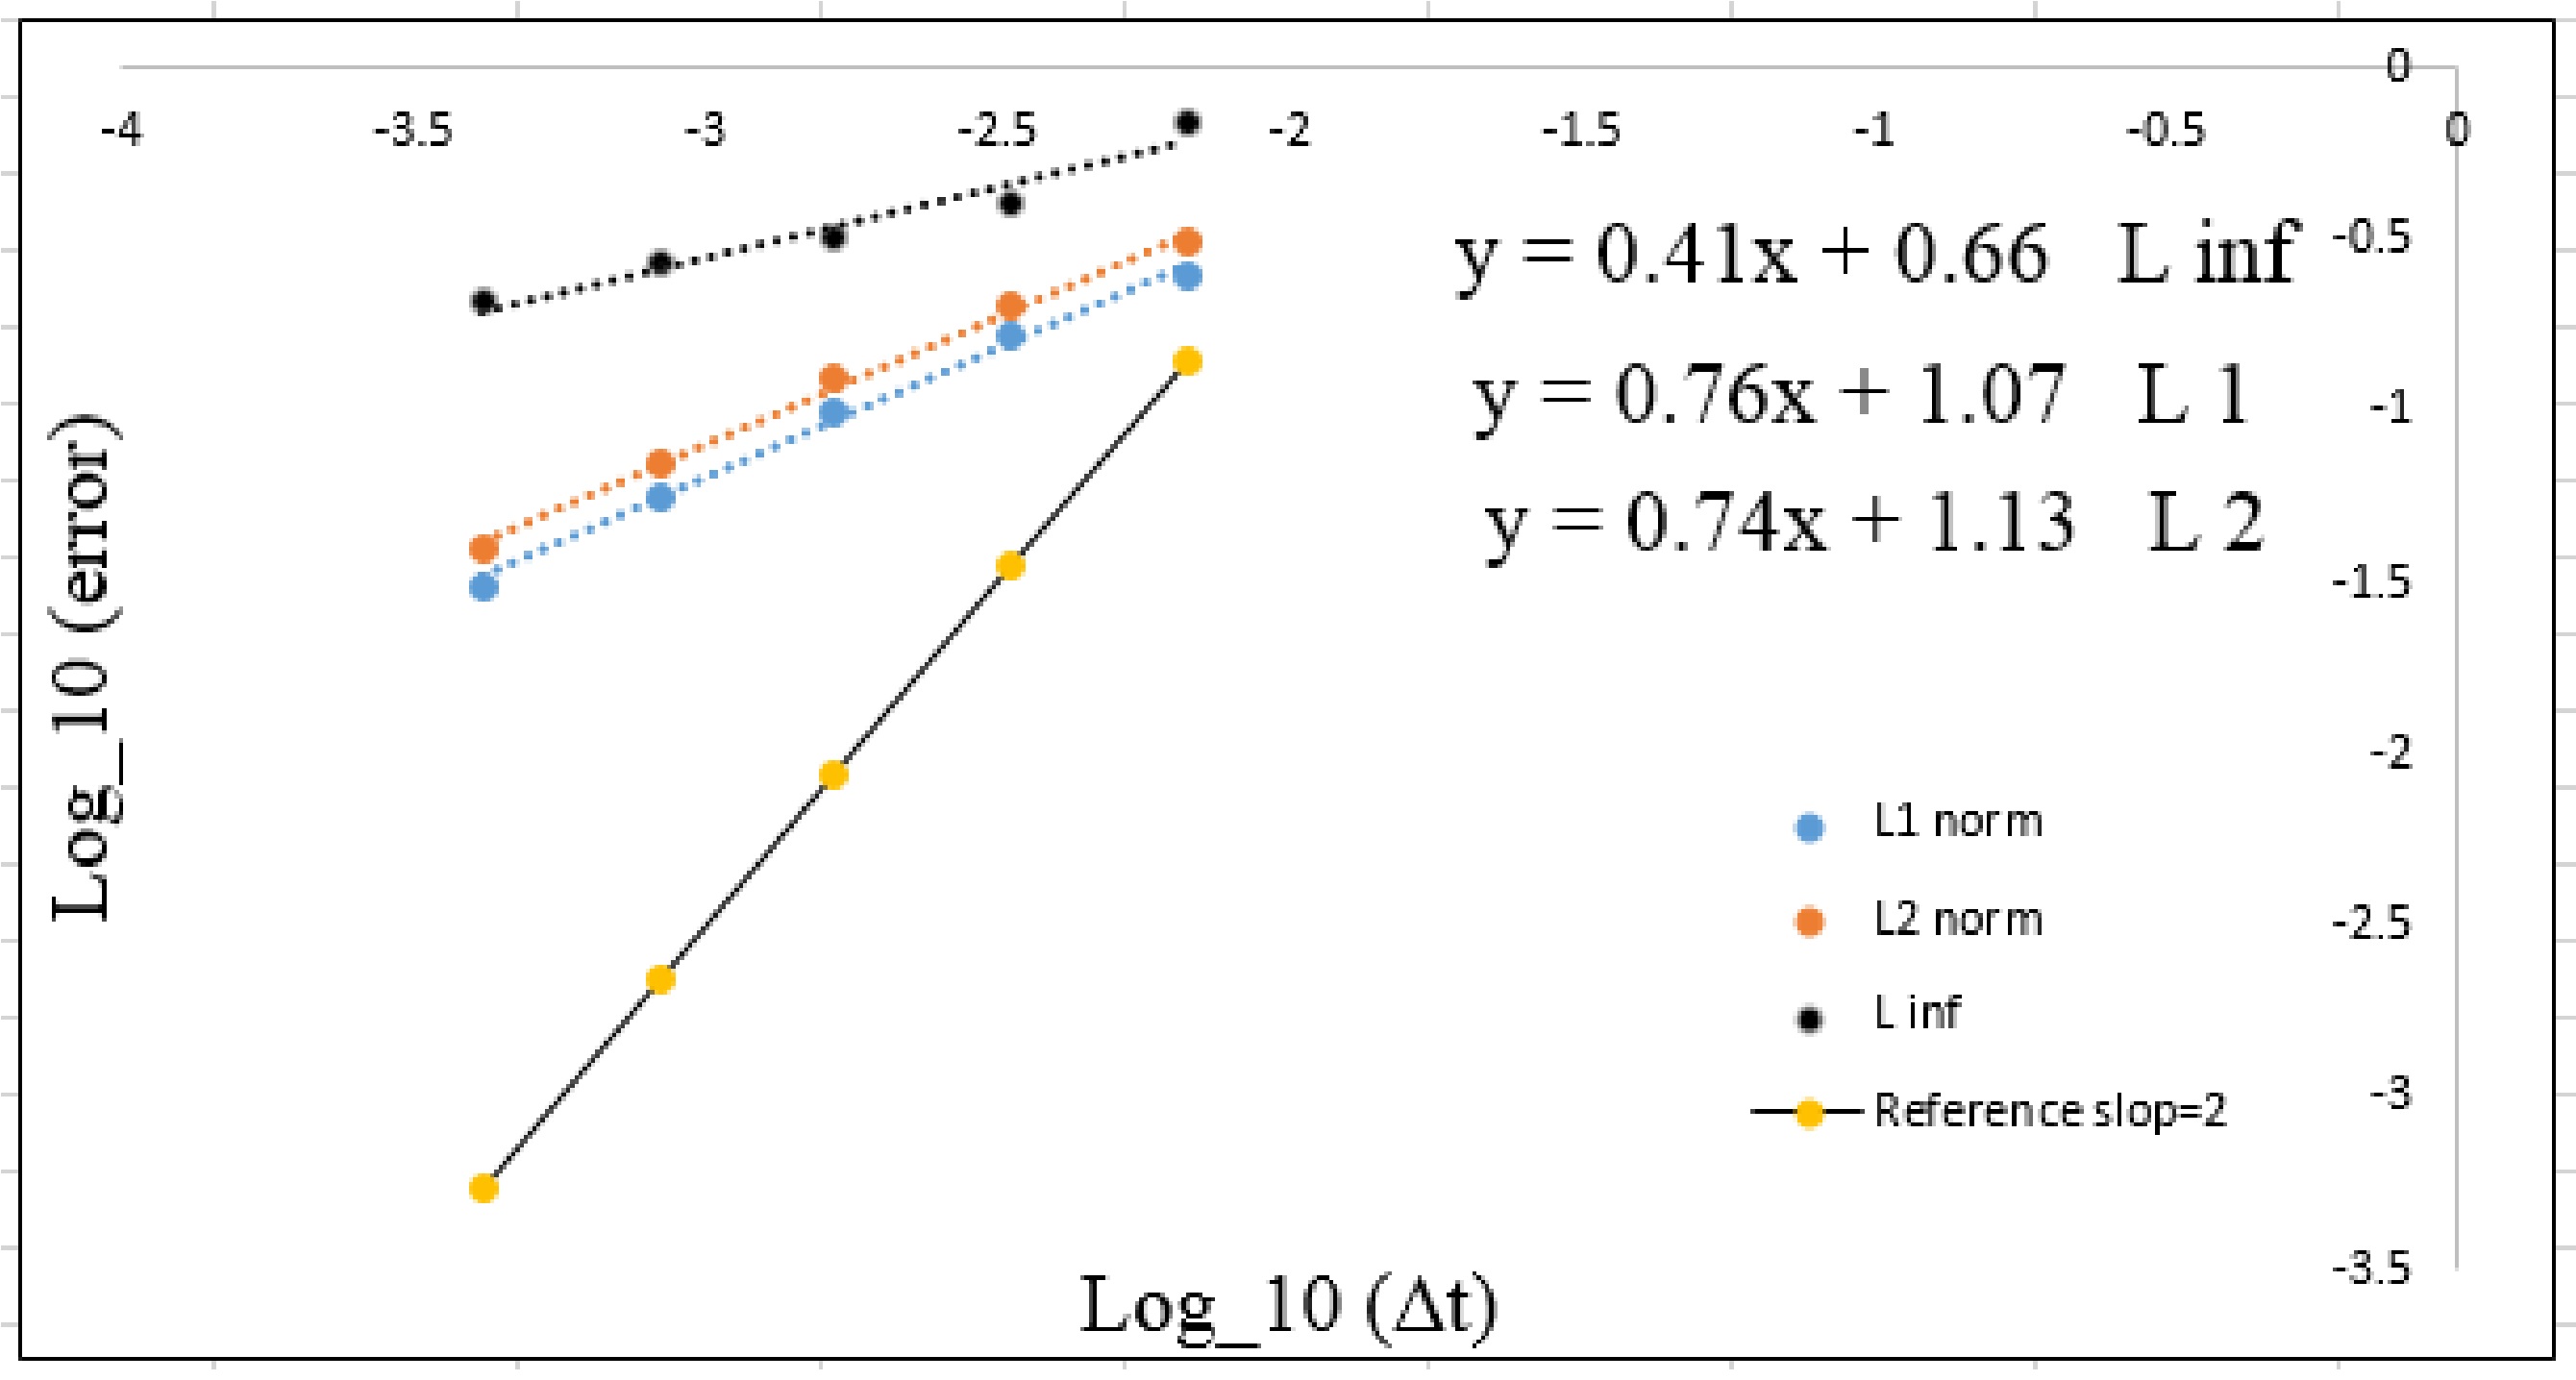 0
-4 -3.5 -3 -2.5 -2 -1.5 -1 -0.5 0
y = 0.41x + 0.66 L inf
-0.5
y = 0.76x + 1.07 L 1
-1
y = 0.74x + 1.13 L 2
-1.5
-2
-2.5
-3
-3.5
Log_10 (error)
L1 norm
L2 norm
L inf
Reference slop=2
Log_10 (Δt)